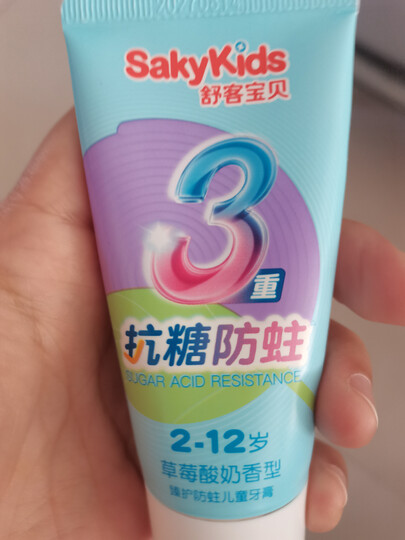 SakyKids
舒客宝贝
3重
抗糖防蛀
SUGAR ACID RESISTANCE
2-12岁
草莓酸奶香型
臻护防蛀儿童牙膏